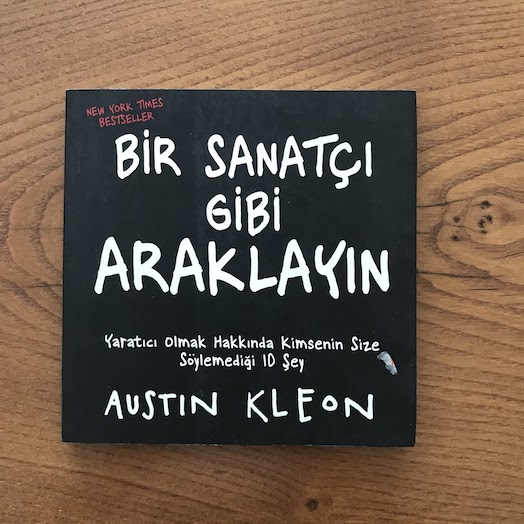 NEW YORK TIMES
BESTSELLER
BİR SANATÇI
GİBİ
ARAKLAYIN
Yaratıcı Olmak Hakkında Kimsenin Size
Söylemediği 10 Şey
AUSTIN KLEON